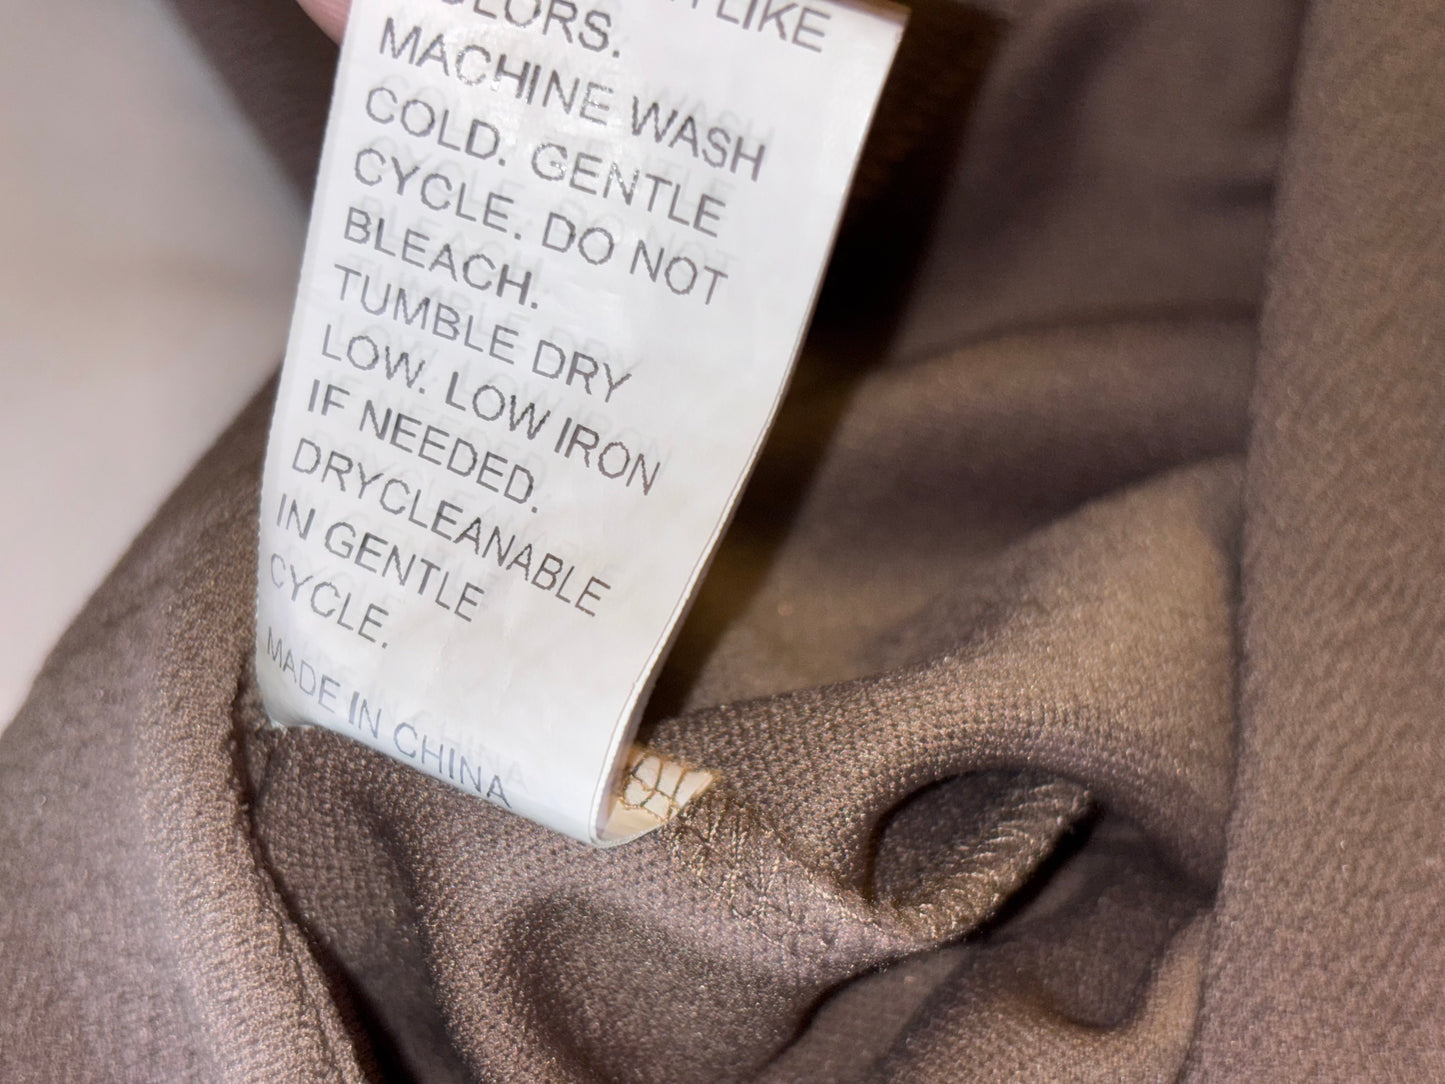 LIKE
COLORS.
MACHINE WASH
COLD. GENTLE
CYCLE. DO NOT
BLEACH.
TUMBLE DRY
LOW. LOW IRON
IF NEEDED.
DRYCLEANABLE
IN GENTLE
CYCLE.
MADE IN CHINA